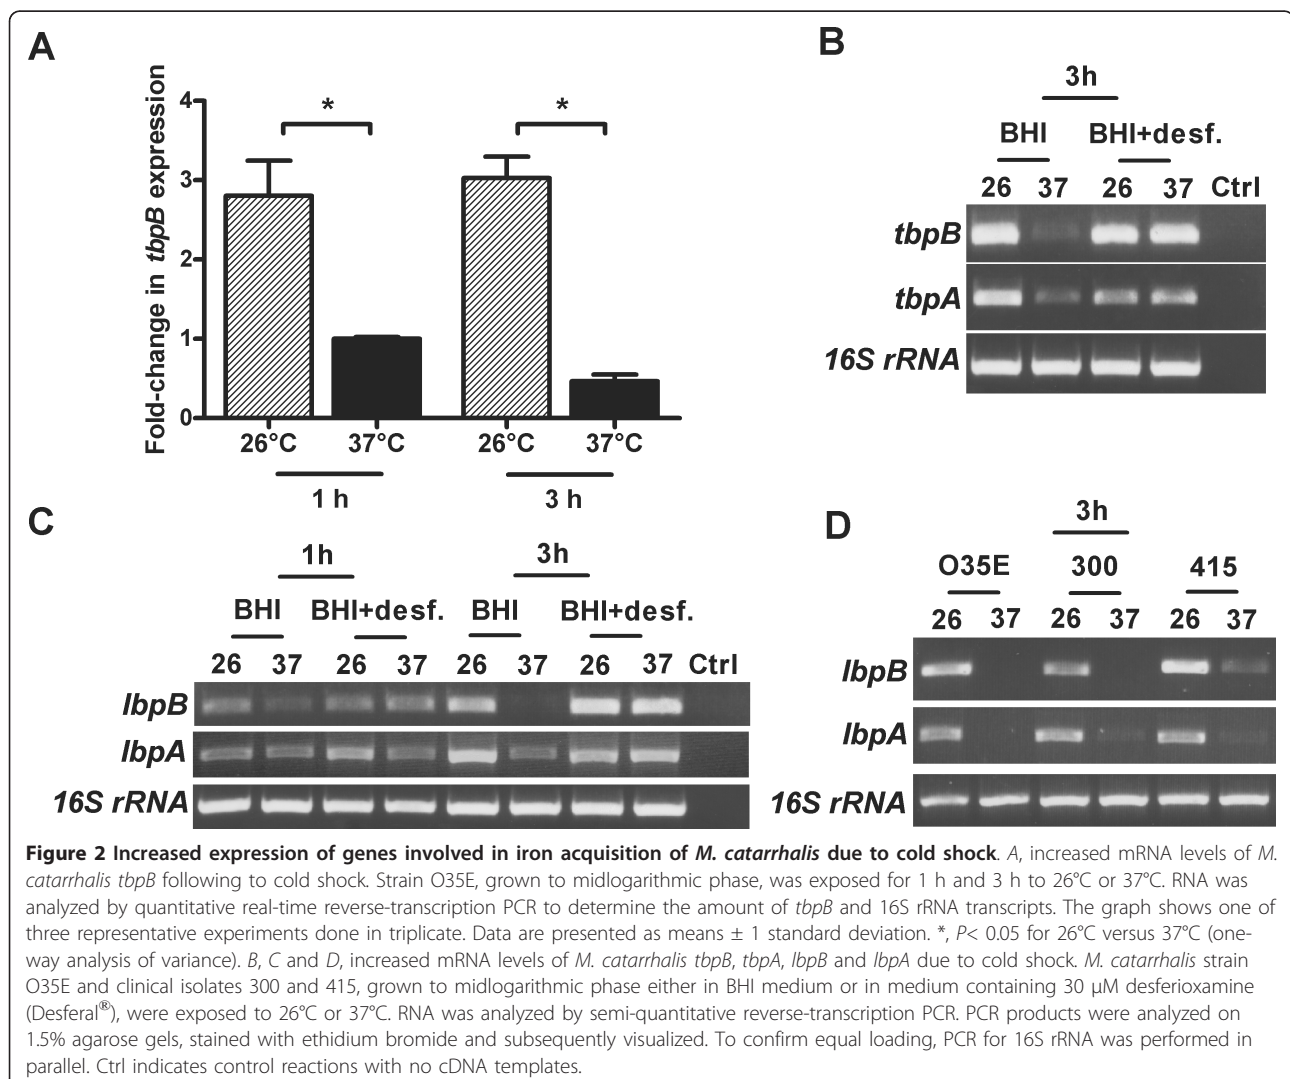 A
Fold-change in tbpB expression
4
3
2
1
0
*
*
26°C 37°C 26°C 37°C
1 h 3 h
B
3h
BHI BHI+desf.
26 37 26 37 Ctrl
tbpB
tbpA
16S rRNA
C
1h 3h
BHI BHI+desf. BHI BHI+desf.
26 37 26 37 26 37 26 37 Ctrl
lbpB
lbpA
16S rRNA
D
3h
O35E 300 415
26 37 26 37 26 37
lbpB
lbpA
16S rRNA
Figure 2 Increased expression of genes involved in iron acquisition of M. catarrhalis due to cold shock. A, increased mRNA levels of M.
catarrhalis tbpB following to cold shock. Strain O35E, grown to midlogarithmic phase, was exposed for 1 h and 3 h to 26°C or 37°C. RNA was
analyzed by quantitative real-time reverse-transcription PCR to determine the amount of tbpB and 16S rRNA transcripts. The graph shows one of
three representative experiments done in triplicate. Data are presented as means ± 1 standard deviation. *, P< 0.05 for 26°C versus 37°C (one-
way analysis of variance). B, C and D, increased mRNA levels of M. catarrhalis tbpB, tbpA, lbpB and lbpA due to cold shock. M. catarrhalis strain
O35E and clinical isolates 300 and 415, grown to midlogarithmic phase either in BHI medium or in medium containing 30 μM desferioxamine
(Desferal®), were exposed to 26°C or 37°C. RNA was analyzed by semi-quantitative reverse-transcription PCR. PCR products were analyzed on
1.5% agarose gels, stained with ethidium bromide and subsequently visualized. To confirm equal loading, PCR for 16S rRNA was performed in
parallel. Ctrl indicates control reactions with no cDNA templates.